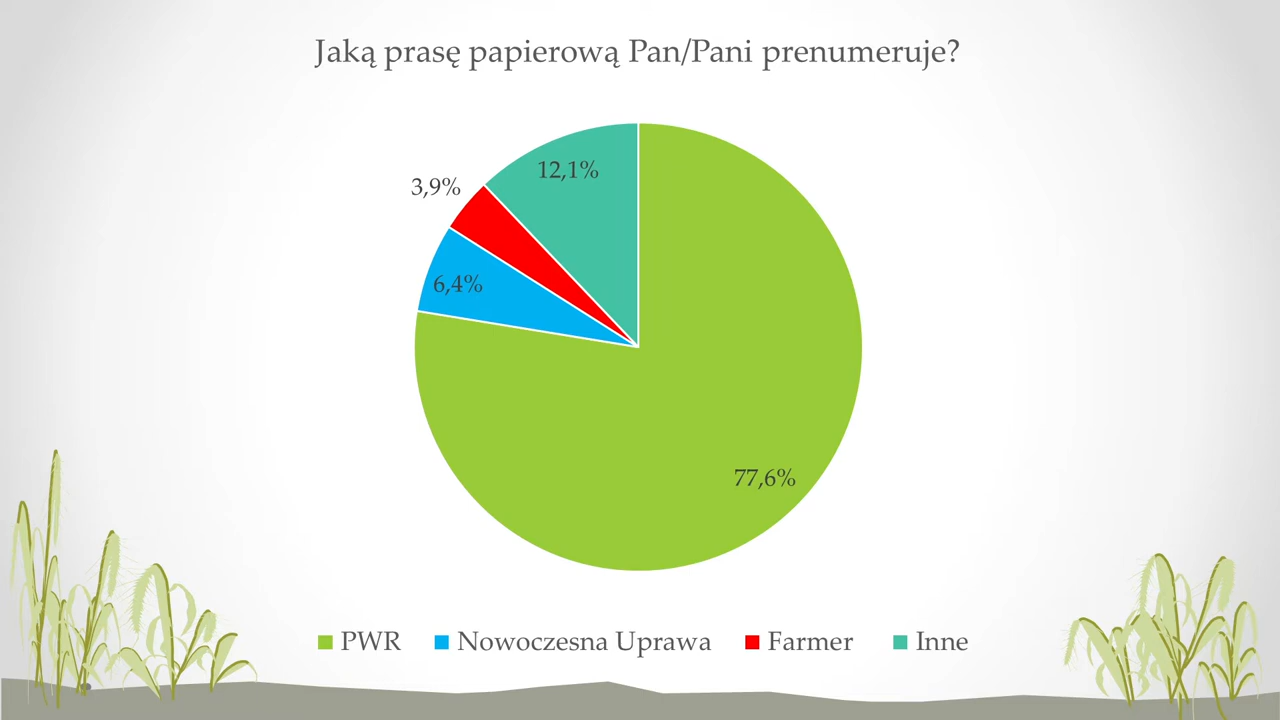 Jaką prasę papierową Pan/Pani prenumeruje?
12,1%
3,9%
6,4%
77,6%
PWR Nowoczesna Uprawa Farmer Inne